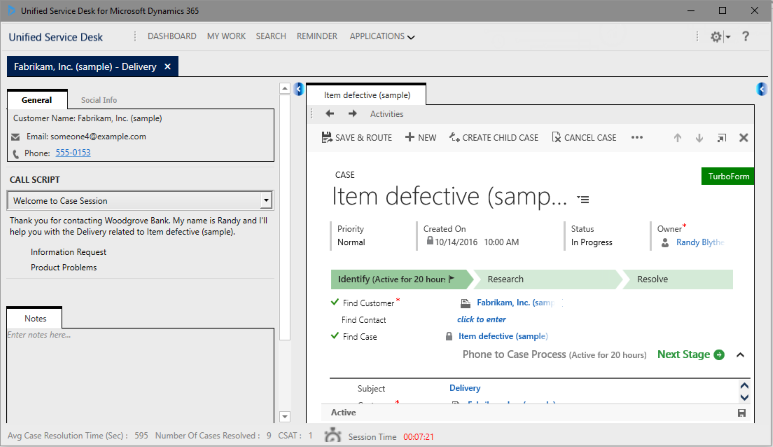 Unified Service Desk for Microsoft Dynamics 365
Unified Service Desk DASHBOARD MY WORK SEARCH REMINDER APPLICATIONS
Fabrikam, Inc. (sample) - Delivery ×
General Social Info
Customer Name: Fabrikam, Inc. (sample)
Email: someone4@example.com
Phone: 555-0153
CALL SCRIPT
Welcome to Case Session
Thank you for contacting Woodgrove Bank. My name is Randy and I'll
help you with the Delivery related to Item defective (sample).
Information Request
Product Problems
Notes
Enter notes here...
Item defective (sample)
Activities
SAVE & ROUTE + NEW CREATE CHILD CASE CANCEL CASE •••
CASE
TurboForm
Item defective (samp...
Priority Created On Status Owner*
Normal 10/14/2016 10:00 AM In Progress Randy Blythe
Identify (Active for 20 hours Research Resolve
Find Customer* Fabrikam, Inc. (samp
Find Contact click to enter
Find Case Item defective (sample)
Phone to Case Process (Active for 20 hours) Next Stage
Subject Delivery
Active
Avg Case Resolution Time (Sec) : 595 Number Of Cases Resolved : 9 CSAT : 1 Session Time 00:07:21